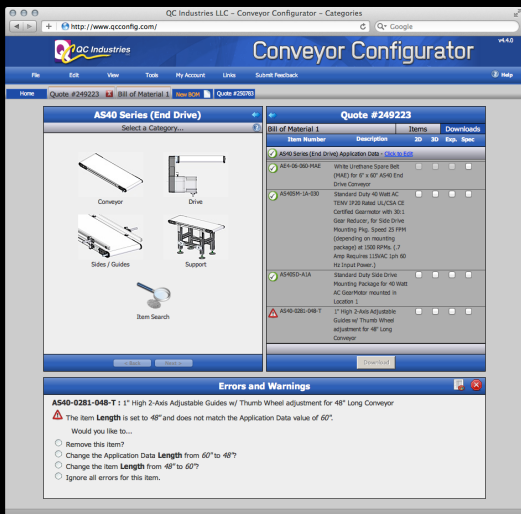 QC Industries LLC – Conveyor Configurator – Categories
http://www.qcconfig.com/
Google
QC Industries
Conveyor Configurator
v4.4.0
File Edit View Tools My Account Links Submit Feedback Help
Home Quote #249223 Bill of Material 1 New BOM Quote #250783
AS40 Series (End Drive)
Select a Category...
Conveyor
Drive
Sides / Guides
Support
Item Search
< Back Next >
Quote #249223
Bill of Material 1 Items Downloads
Item Number Description 2D 3D Exp. Spec
AS40 Series (End Drive) Application Data - Click to Edit
AE4-06-060-MAE White Urethane Spare Belt
(MAE) for 6" x 60" AS40 End
Drive Conveyor
AS40SM-1A-030 Standard Duty 40 Watt AC
TENV IP20 Rated UL/CSA CE
Certified Gearmotor with 30:1
Gear Reducer, for Side Drive
Mounting Pkg. Speed 23 FPM
(depending on mounting
package) at 1500 RPMs. (.7
Amp Requires 115VAC 1ph 60
Hz Input Power.)
AS40SD-A1A Standard Duty Side Drive
Mounting Package for 40 Watt
AC GearMotor mounted in
Location 1
AS40-0281-048-T 1" High 2-Axis Adjustable
Guides w/ Thumb Wheel
adjustment for 48" Long
Conveyor
Download
Errors and Warnings
AS40-0281-048-T : 1" High 2-Axis Adjustable Guides w/ Thumb Wheel adjustment for 48" Long Conveyor
The item Length is set to 48" and does not match the Application Data value of 60".
Would you like to...
Remove this item?
Change the Application Data Length from 60" to 48"?
Change the item Length from 48" to 60"?
Ignore all errors for this item.